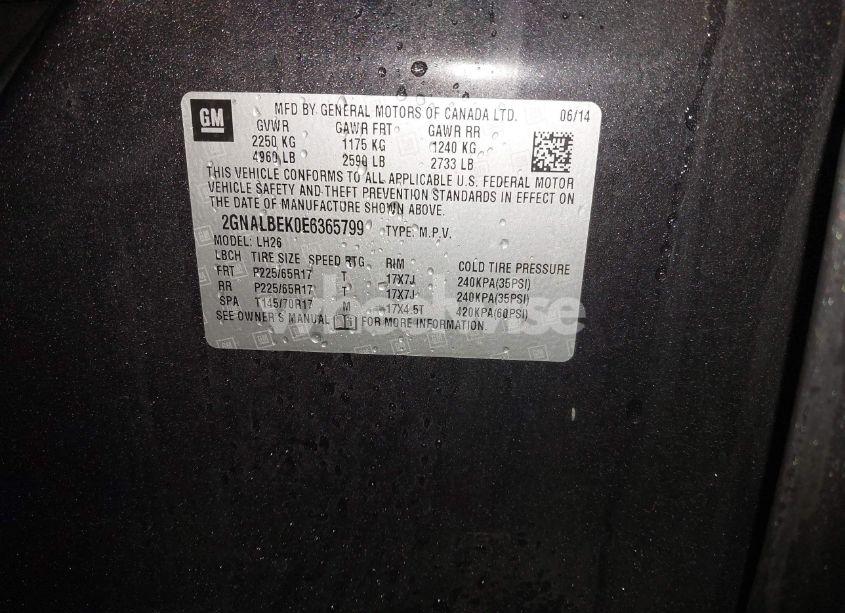 GM
MFD BY GENERAL MOTORS OF CANADA LTD. 06/14
GVWR GAWR FRT GAWR RR
2250 KG 1175 KG 1240 KG
4960 LB 2590 LB 2733 LB
THIS VEHICLE CONFORMS TO ALL APPLICABLE U.S. FEDERAL MOTOR
VEHICLE SAFETY AND THEFT PREVENTION STANDARDS IN EFFECT ON
THE DATE OF MANUFACTURE SHOWN ABOVE.
2GNALBEK0E6365799 TYPE: M.P.V.
MODEL: LH26
LBCH TIRE SIZE SPEED RTG RIM COLD TIRE PRESSURE
FRT P225/65R17 T 17X7J 240KPA(35PSI)
RR P225/65R17 T 17X7J 240KPA(35PSI)
SPA T145/70R17 M 17X4.5T 420KPA(60PSI)
SEE OWNER'S MANUAL FOR MORE INFORMATION.